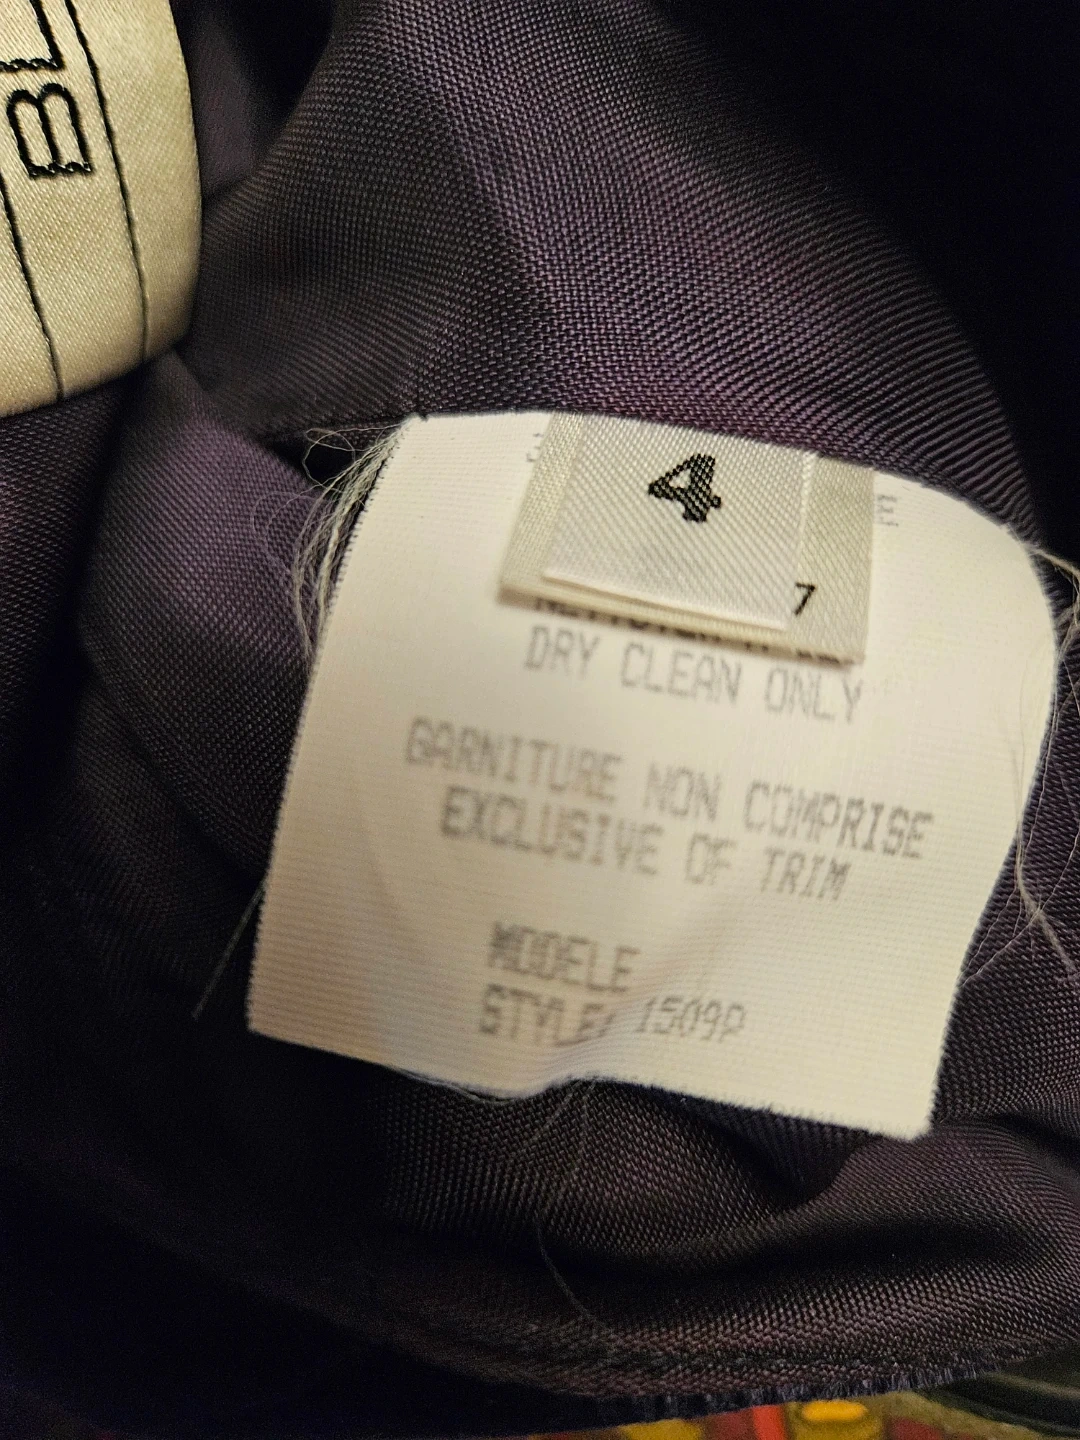 BL
4
7
DRY CLEAN ONLY
GARNITURE NON COMPRISE
EXCLUSIVE OF TRIM
MODELE
STYLE: 1509P